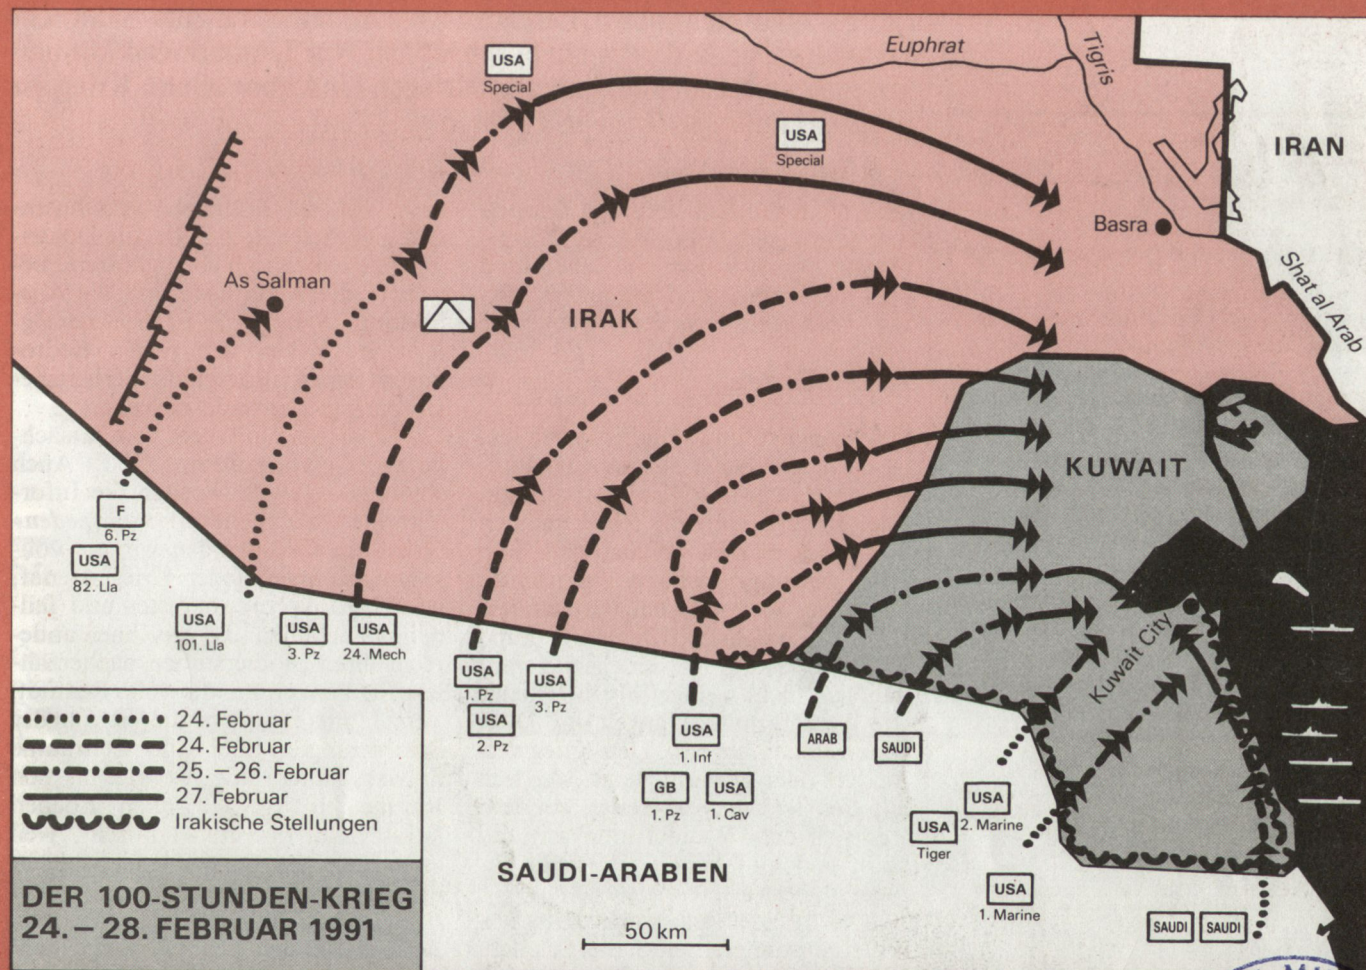 Euphrat
Tigris
USA
Special
USA
Special
IRAN
Basra
As Salman
IRAK
Shat al Arab
KUWAIT
F
6. Pz
USA
82. Lla
USA
101. Lla
USA
3. Pz
USA
24. Mech
USA
1. Pz
USA
2. Pz
USA
3. Pz
USA
1. Inf
GB
1. Pz
USA
1. Cav
ARAB
SAUDI
Kuwait City
USA
2. Marine
USA
Tiger
USA
1. Marine
SAUDI
SAUDI
SAUDI-ARABIEN
50 km
24. Februar
24. Februar
25. – 26. Februar
27. Februar
Irakische Stellungen
DER 100-STUNDEN-KRIEG
24. – 28. FEBRUAR 1991